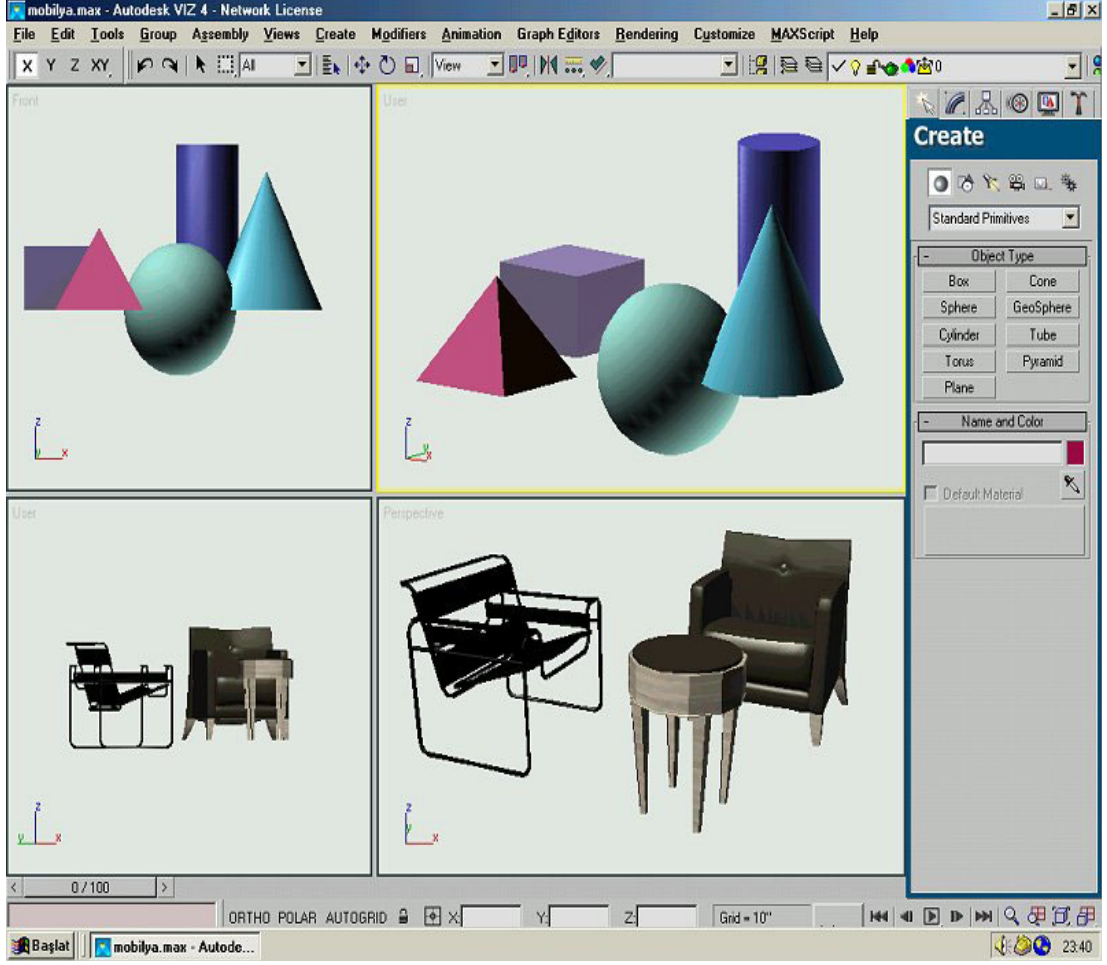 mobilya.max - Autodesk VIZ 4 - Network License
File Edit Tools Group Assembly Views Create Modifiers Animation Graph Editors Rendering Customize MAXScript Help
X Y Z XY All View 0
Front
User
Create
Standard Primitives
- Object Type
Box Cone
Sphere GeoSphere
Cylinder Tube
Torus Pyramid
Plane
- Name and Color
Default Material
z
y x
z
y
x
User
Perspective
z
y x
z
y
x
< 0 / 100 >
ORTHO POLAR AUTOGRID X: Y: Z: Grid = 10"
Başlat mobilya.max - Autode... 23:40